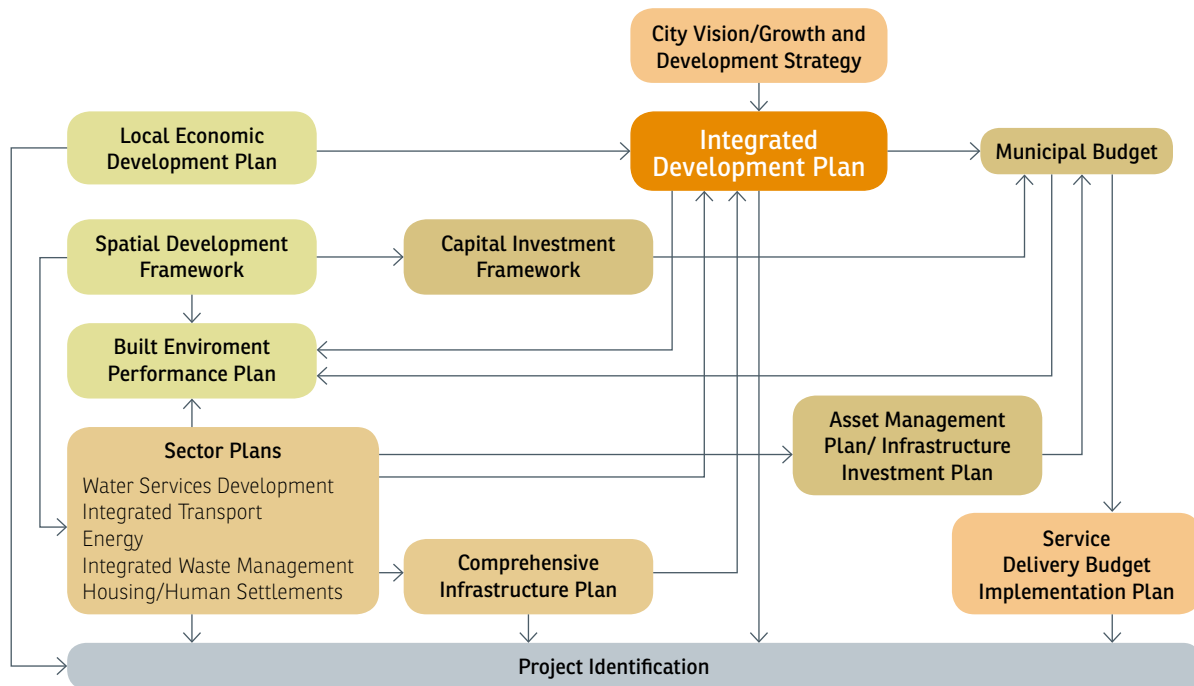 City Vision/Growth and
Development Strategy
Local Economic
Development Plan
Integrated
Development Plan
Municipal Budget
Spatial Development
Framework
Capital Investment
Framework
Built Enviroment
Performance Plan
Asset Management
Plan/ Infrastructure
Investment Plan
Sector Plans
Water Services Development
Integrated Transport
Energy
Integrated Waste Management
Housing/Human Settlements
Comprehensive
Infrastructure Plan
Service
Delivery Budget
Implementation Plan
Project Identification